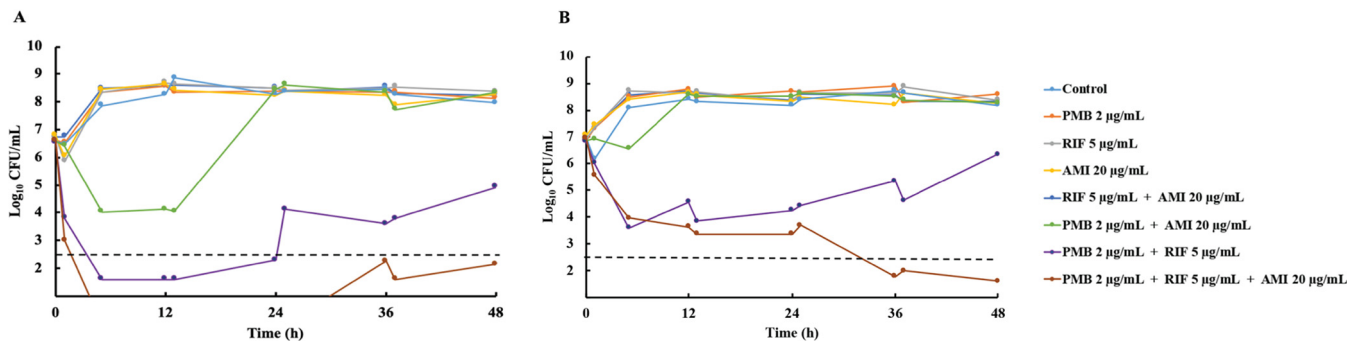 A
B
10
9
8
7
6
5
4
3
2
Log10 CFU/mL
0
12
24
36
48
Time (h)
10
9
8
7
6
5
4
3
2
1
Log10 CFU/mL
0
12
24
36
48
Time (h)
Control
PMB 2 µg/mL
RIF 5 µg/mL
AMI 20 µg/mL
RIF 5 µg/mL + AMI 20 µg/mL
PMB 2 µg/mL + AMI 20 µg/mL
PMB 2 µg/mL + RIF 5 µg/mL
PMB 2 µg/mL + RIF 5 µg/mL + AMI 20 µg/mL